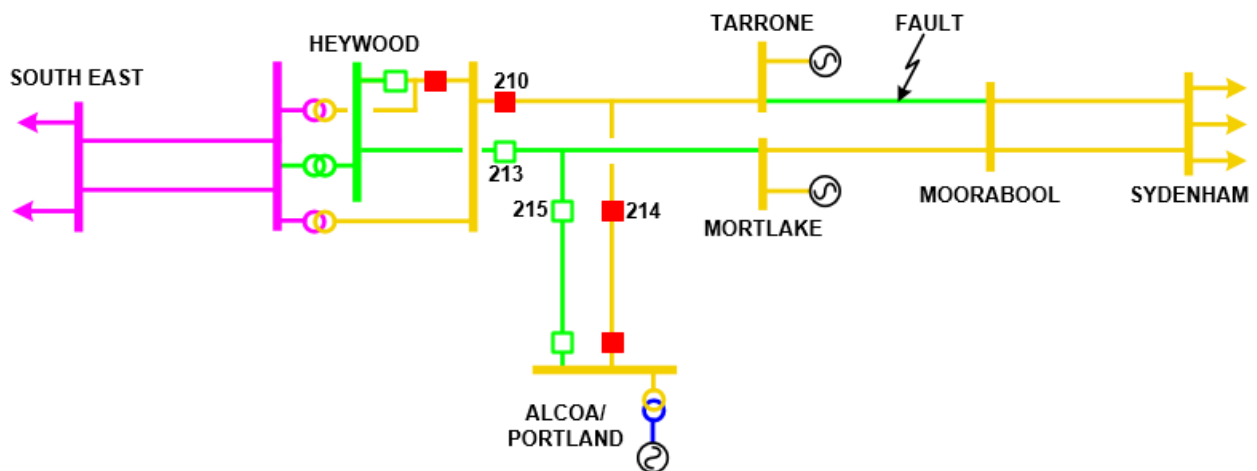 TARRONE
FAULT
HEYWOOD
SOUTH EAST
210
213
215
214
MORTLAKE
MOORABOOL
SYDENHAM
ALCOA/
PORTLAND